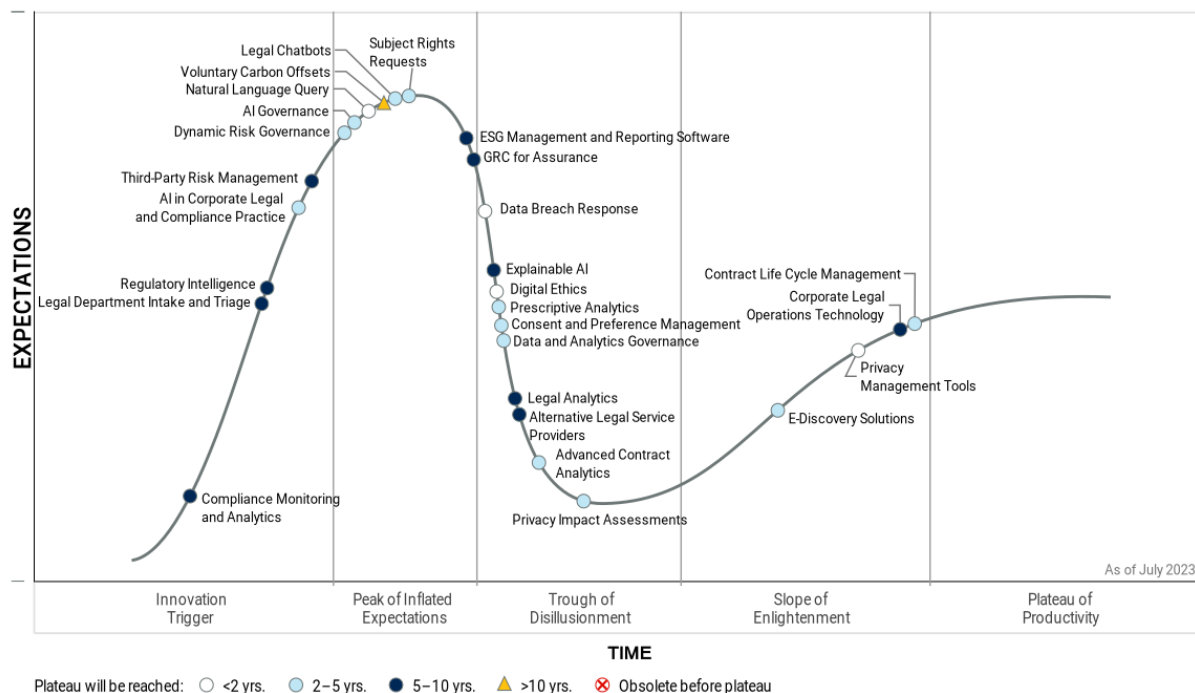 Legal Chatbots
Subject Rights
Requests
Voluntary Carbon Offsets
Natural Language Query
AI Governance
Dynamic Risk Governance
ESG Management and Reporting Software
GRC for Assurance
Third-Party Risk Management
AI in Corporate Legal
and Compliance Practice
Data Breach Response
Regulatory Intelligence
Legal Department Intake and Triage
Explainable AI
Digital Ethics
Prescriptive Analytics
Consent and Preference Management
Data and Analytics Governance
Contract Life Cycle Management
Corporate Legal
Operations Technology
Privacy
Management Tools
Legal Analytics
Alternative Legal Service
Providers
E-Discovery Solutions
Advanced Contract
Analytics
Compliance Monitoring
and Analytics
Privacy Impact Assessments
EXPECTATIONS
As of July 2023
Innovation
Trigger
Peak of Inflated
Expectations
Trough of
Disillusionment
Slope of
Enlightenment
Plateau of
Productivity
TIME
Plateau will be reached: <2 yrs. 2–5 yrs. 5–10 yrs. >10 yrs. Obsolete before plateau